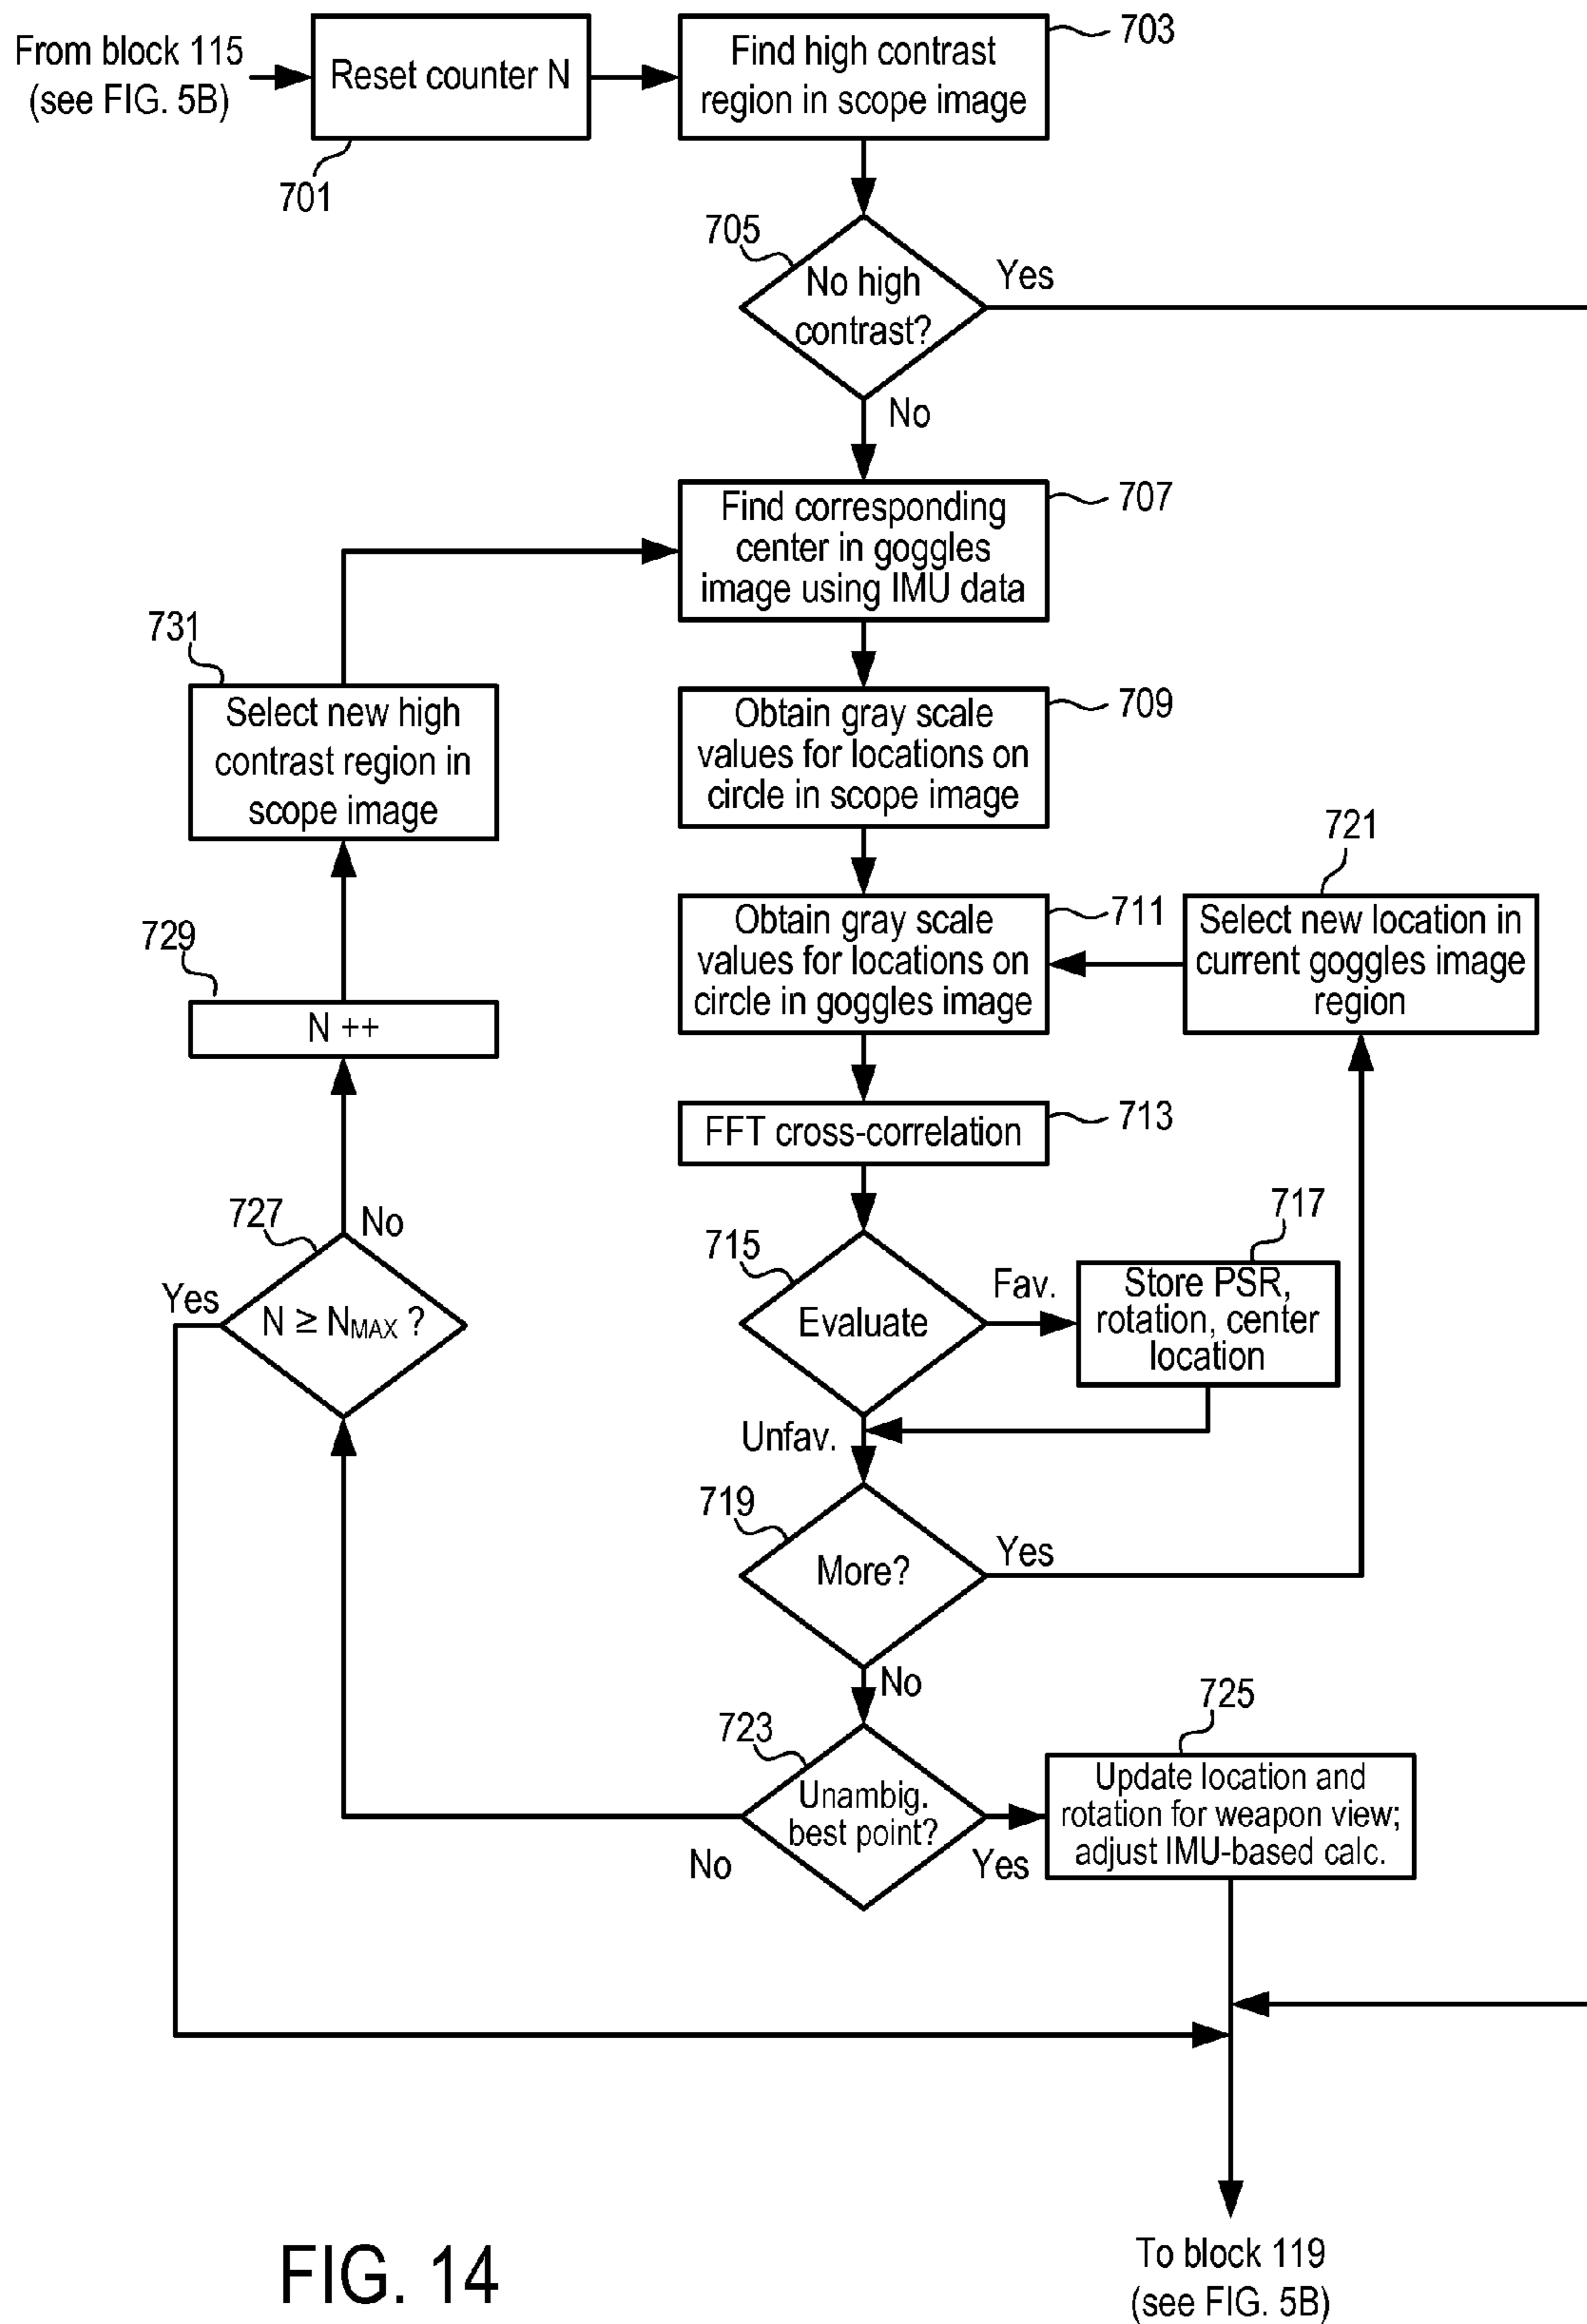 From block 115
(see FIG. 5B)
Reset counter N
701
Find high contrast
region in scope image
703
705
No high
contrast?
Yes
No
Find corresponding
center in goggles
image using IMU data
707
731
Select new high
contrast region in
scope image
Obtain gray scale
values for locations on
circle in scope image
709
721
Select new location in
current goggles image
region
Obtain gray scale
values for locations on
circle in goggles image
711
729
N ++
FFT cross-correlation
713
727
No
Yes
N ≥ NMAX ?
715
Evaluate
Fav.
717
Store PSR,
rotation, center
location
Unfav.
719
More?
Yes
No
723
Unambig.
best point?
No
Yes
725
Update location and
rotation for weapon view;
adjust IMU-based calc.
To block 119
(see FIG. 5B)
FIG. 14